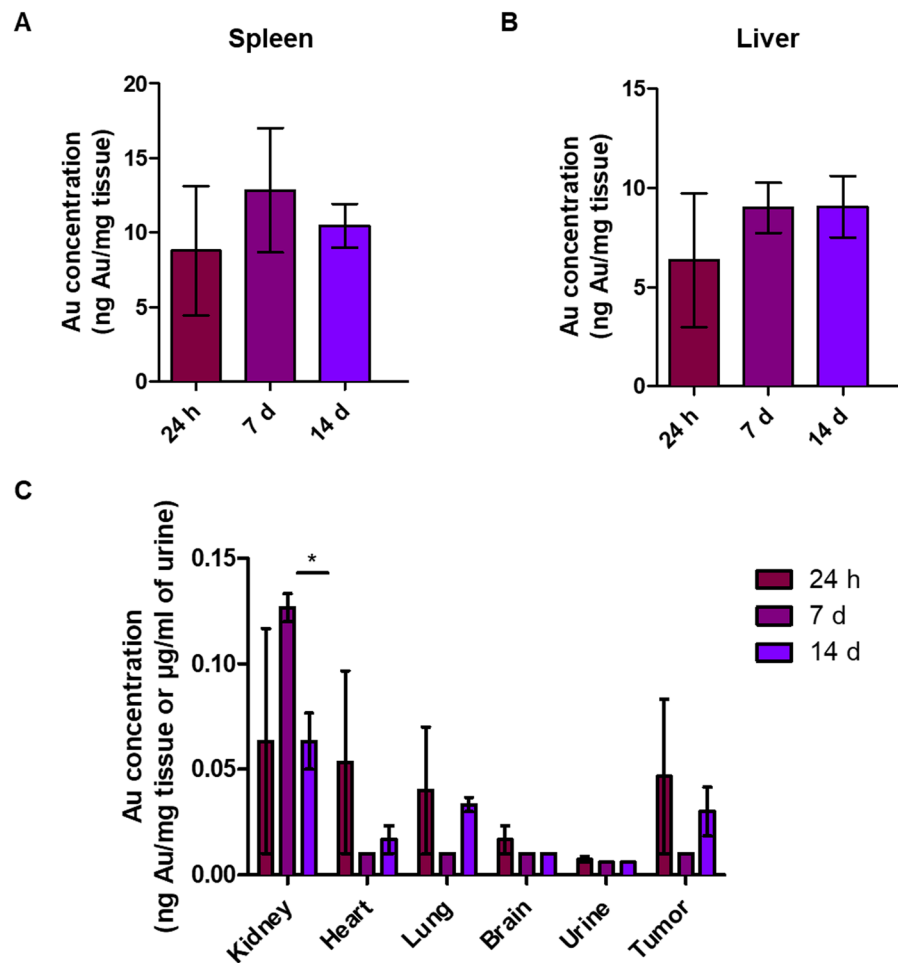 A
Spleen
Au concentration
(ng Au/mg tissue)
20
15
10
5
0
24 h
7 d
14 d
B
Liver
Au concentration
(ng Au/mg tissue)
15
10
5
0
24 h
7 d
14 d
C
Au concentration
(ng Au/mg tissue or µg/ml of urine)
0.15
0.10
0.05
0.00
*
Kidney
Heart
Lung
Brain
Urine
Tumor
24 h
7 d
14 d